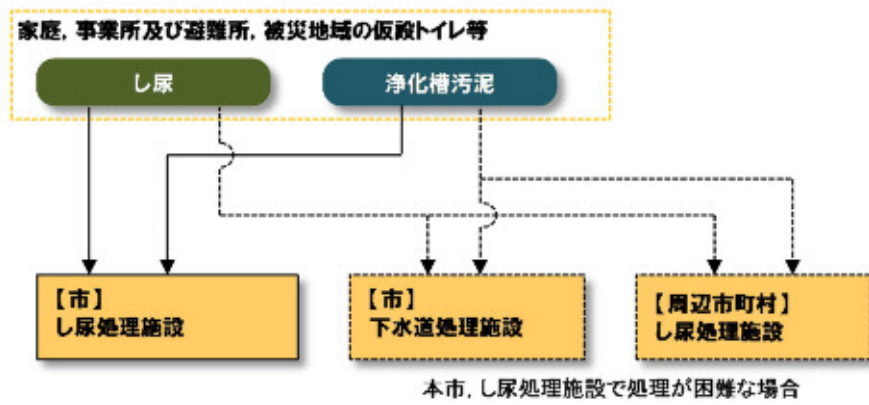 家庭，事業所及び避難所，被災地域の仮設トイレ等
し尿
浄化槽汚泥
【市】
し尿処理施設
【市】
下水道処理施設
【周辺市町村】
し尿処理施設
本市，し尿処理施設で処理が困難な場合